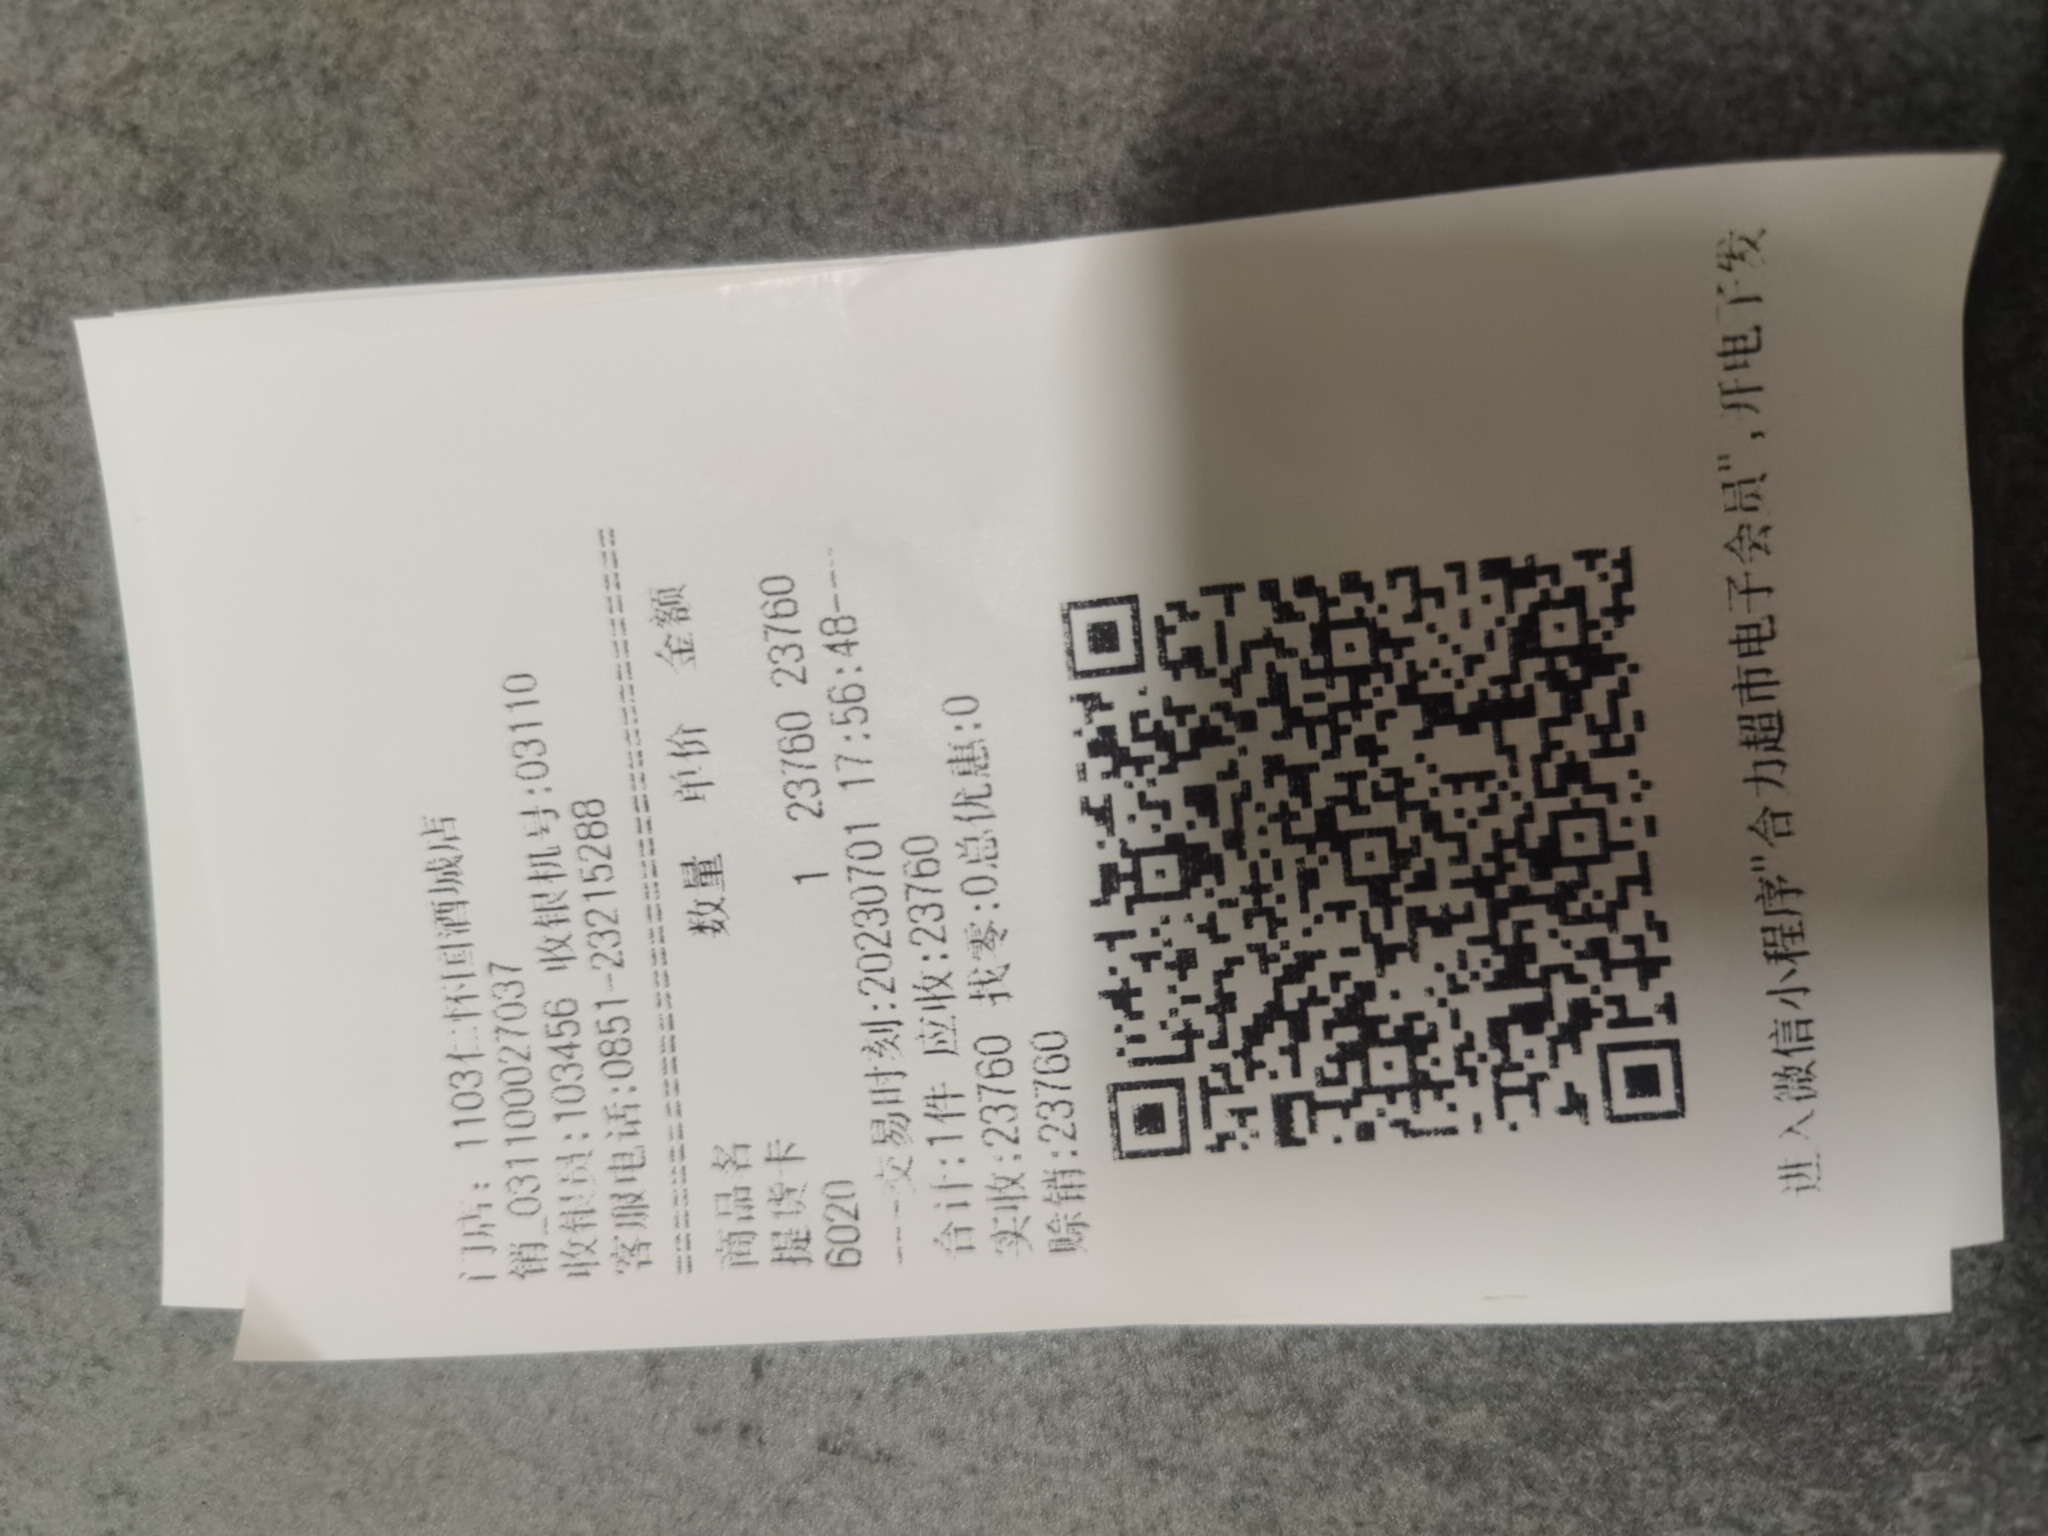 门店: 1103仁怀国酒城店
销_031100027037
收银员:103456 收银机号:03110
客服电话:0851-23215288
商品名 数量 单价 金额
提货卡 1 23760 23760
6020
----交易时刻:20230701 17:56:48----
合计:1件 应收:23760
实收:23760 找零:0总优惠:0
赊销:23760
进入微信小程序"合力超市电子会员",开电子发